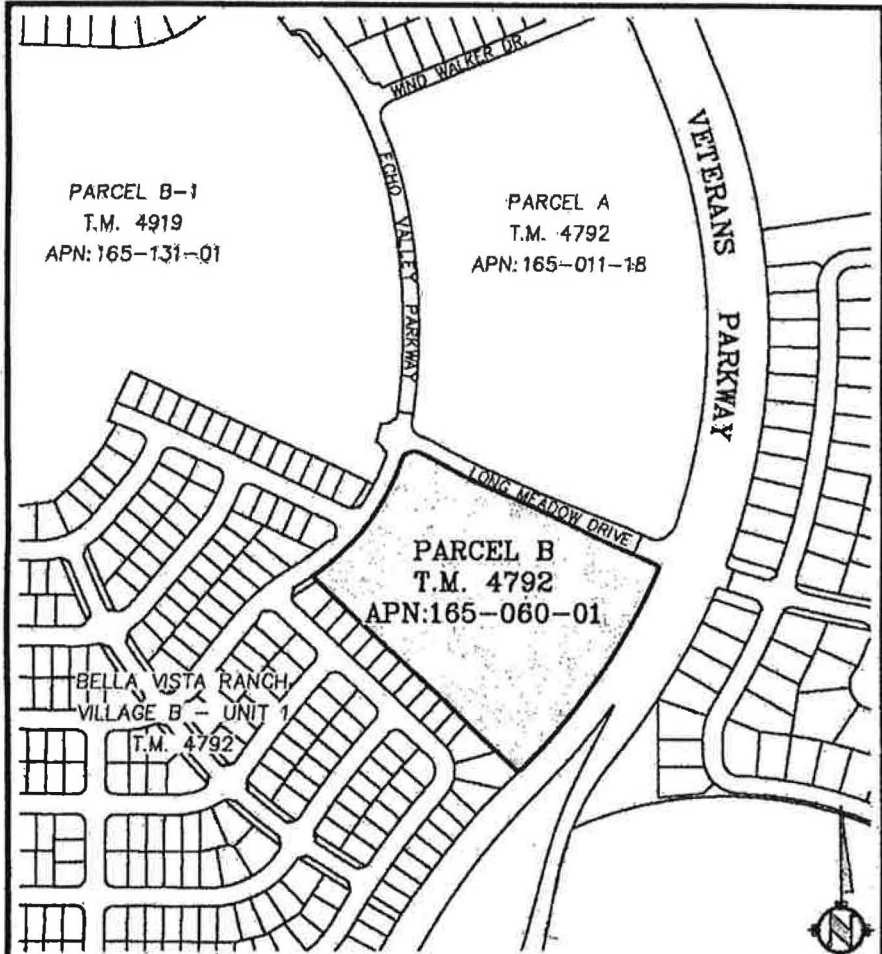 WIND WALKER DR.
VETERANS PARKWAY
ECHO VALLEY PARKWAY
PARCEL B-1
T.M. 4919
APN: 165-131-01
PARCEL A
T.M. 4792
APN: 165-011-18
LONG MEADOW DRIVE
PARCEL B
T.M. 4792
APN:165-060-01
BELLA VISTA RANCH
VILLAGE B - UNIT 1
T.M. 4792
N